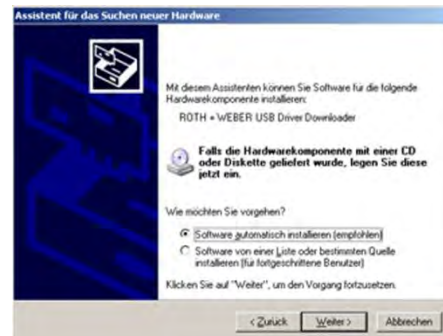 Assistent für das Suchen neuer Hardware
Mit diesem Assistenten können Sie Software für die folgende
Hardwarekomponente installieren:
ROTH + WEBER USB Driver Downloader
Falls die Hardwarekomponente mit einer CD
oder Diskette geliefert wurde, legen Sie diese
jetzt ein.
Wie möchten Sie vorgehen?
Software automatisch installieren (empfohlen)
Software von einer Liste oder bestimmten Quelle
installieren (für fortgeschrittene Benutzer)
Klicken Sie auf "Weiter", um den Vorgang fortzusetzen.
< Zurück Weiter > Abbrechen